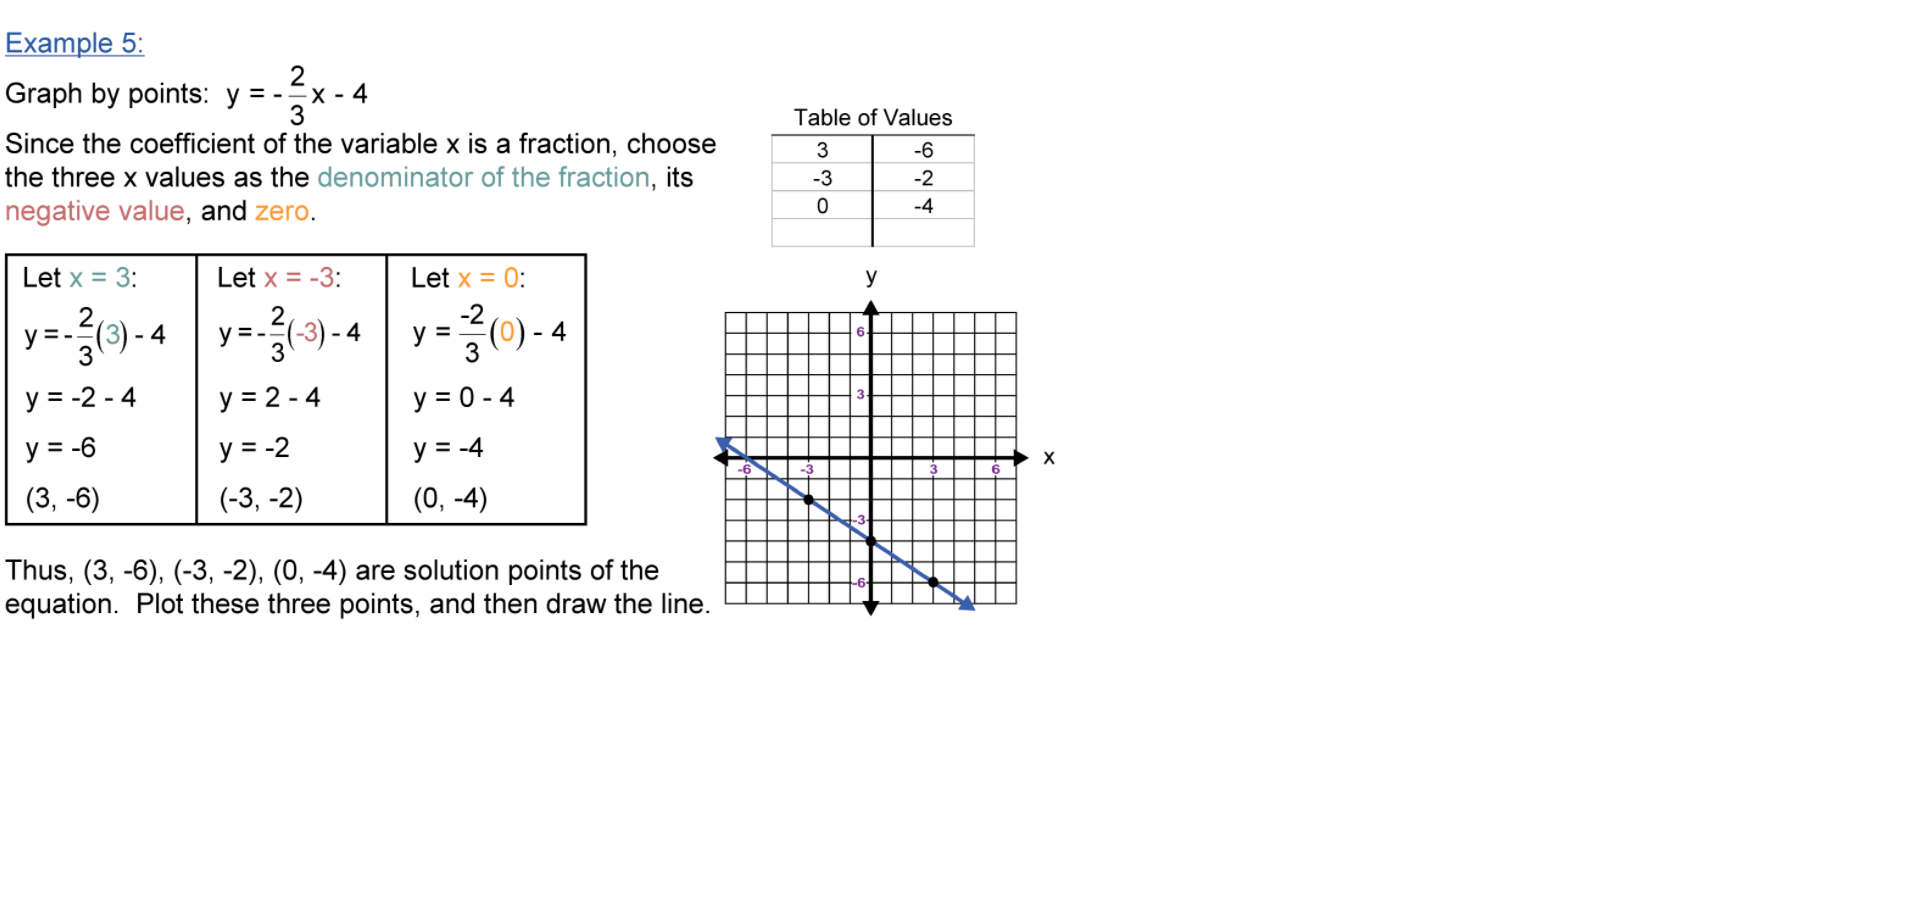 Example 5:
Graph by points: y = -2/3x - 4
Since the coefficient of the variable x is a fraction, choose
the three x values as the denominator of the fraction, its
negative value, and zero.
Let x = 3:
y = -2/3(3) - 4
y = -2 - 4
y = -6
(3, -6)
Let x = -3:
y = -2/3(-3) - 4
y = 2 - 4
y = -2
(-3, -2)
Let x = 0:
y = -2/3(0) - 4
y = 0 - 4
y = -4
(0, -4)
Thus, (3, -6), (-3, -2), (0, -4) are solution points of the
equation. Plot these three points, and then draw the line.
Table of Values
3 -6
-3 -2
0 -4
y
6
3
-6 -3 3 6 x
-3
-6